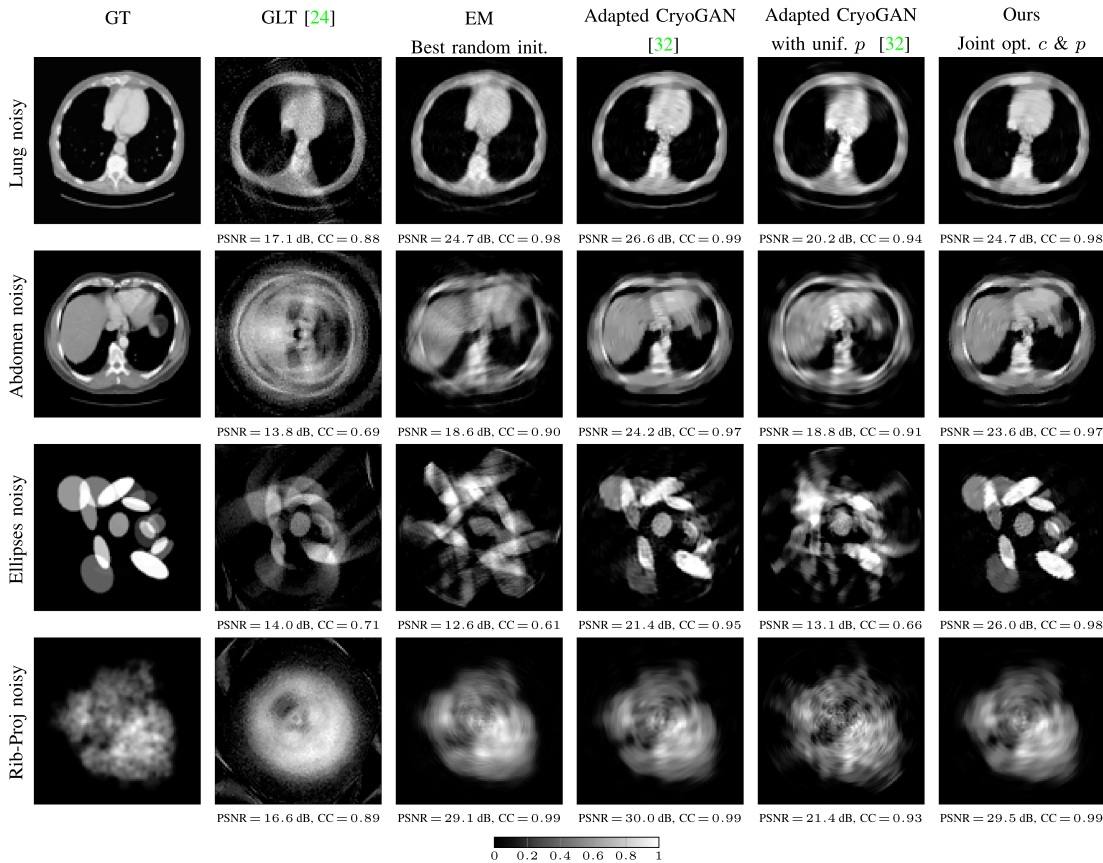 GT GLT [24] EM Adapted CryoGAN Adapted CryoGAN Ours
Best random init. [32] with unif. p [32] Joint opt. c & p
Lung noisy
PSNR = 17.1 dB, CC = 0.88 PSNR = 24.7 dB, CC = 0.98 PSNR = 26.6 dB, CC = 0.99 PSNR = 20.2 dB, CC = 0.94 PSNR = 24.7 dB, CC = 0.98
Abdomen noisy
PSNR = 13.8 dB, CC = 0.69 PSNR = 18.6 dB, CC = 0.90 PSNR = 24.2 dB, CC = 0.97 PSNR = 18.8 dB, CC = 0.91 PSNR = 23.6 dB, CC = 0.97
Ellipses noisy
PSNR = 14.0 dB, CC = 0.71 PSNR = 12.6 dB, CC = 0.61 PSNR = 21.4 dB, CC = 0.95 PSNR = 13.1 dB, CC = 0.66 PSNR = 26.0 dB, CC = 0.98
Rib-Proj noisy
PSNR = 16.6 dB, CC = 0.89 PSNR = 29.1 dB, CC = 0.99 PSNR = 30.0 dB, CC = 0.99 PSNR = 21.4 dB, CC = 0.93 PSNR = 29.5 dB, CC = 0.99
0 0.2 0.4 0.6 0.8 1